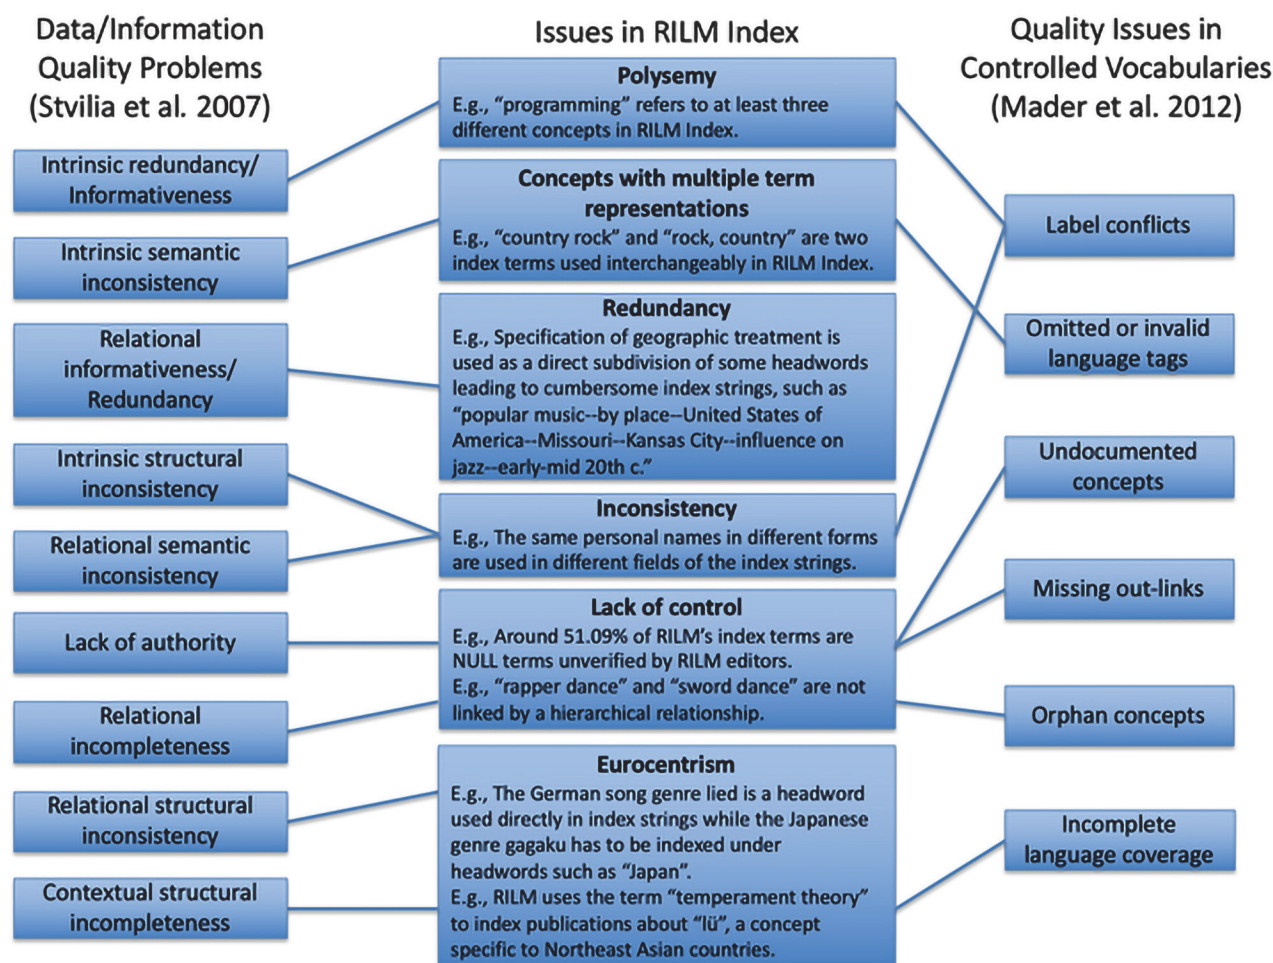 Data/Information
Quality Problems
(Stvilia et al. 2007)
Intrinsic redundancy/
Informativeness
Intrinsic semantic
inconsistency
Relational
informativeness/
Redundancy
Intrinsic structural
inconsistency
Relational semantic
inconsistency
Lack of authority
Relational
incompleteness
Relational structural
inconsistency
Contextual structural
incompleteness
Issues in RILM Index
Polysemy
E.g., “programming” refers to at least three
different concepts in RILM Index.
Concepts with multiple term
representations
E.g., “country rock” and “rock, country” are two
index terms used interchangeably in RILM Index.
Redundancy
E.g., Specification of geographic treatment is
used as a direct subdivision of some headwords
leading to cumbersome index strings, such as
“popular music--by place--United States of
America--Missouri--Kansas City--influence on
jazz--early-mid 20th c.”
Inconsistency
E.g., The same personal names in different forms
are used in different fields of the index strings.
Lack of control
E.g., Around 51.09% of RILM’s index terms are
NULL terms unverified by RILM editors.
E.g., “rapper dance” and “sword dance” are not
linked by a hierarchical relationship.
Eurocentrism
E.g., The German song genre lied is a headword
used directly in index strings while the Japanese
genre gagaku has to be indexed under
headwords such as “Japan”.
E.g., RILM uses the term “temperament theory”
to index publications about “lü”, a concept
specific to Northeast Asian countries.
Quality Issues in
Controlled Vocabularies
(Mader et al. 2012)
Label conflicts
Omitted or invalid
language tags
Undocumented
concepts
Missing out-links
Orphan concepts
Incomplete
language coverage